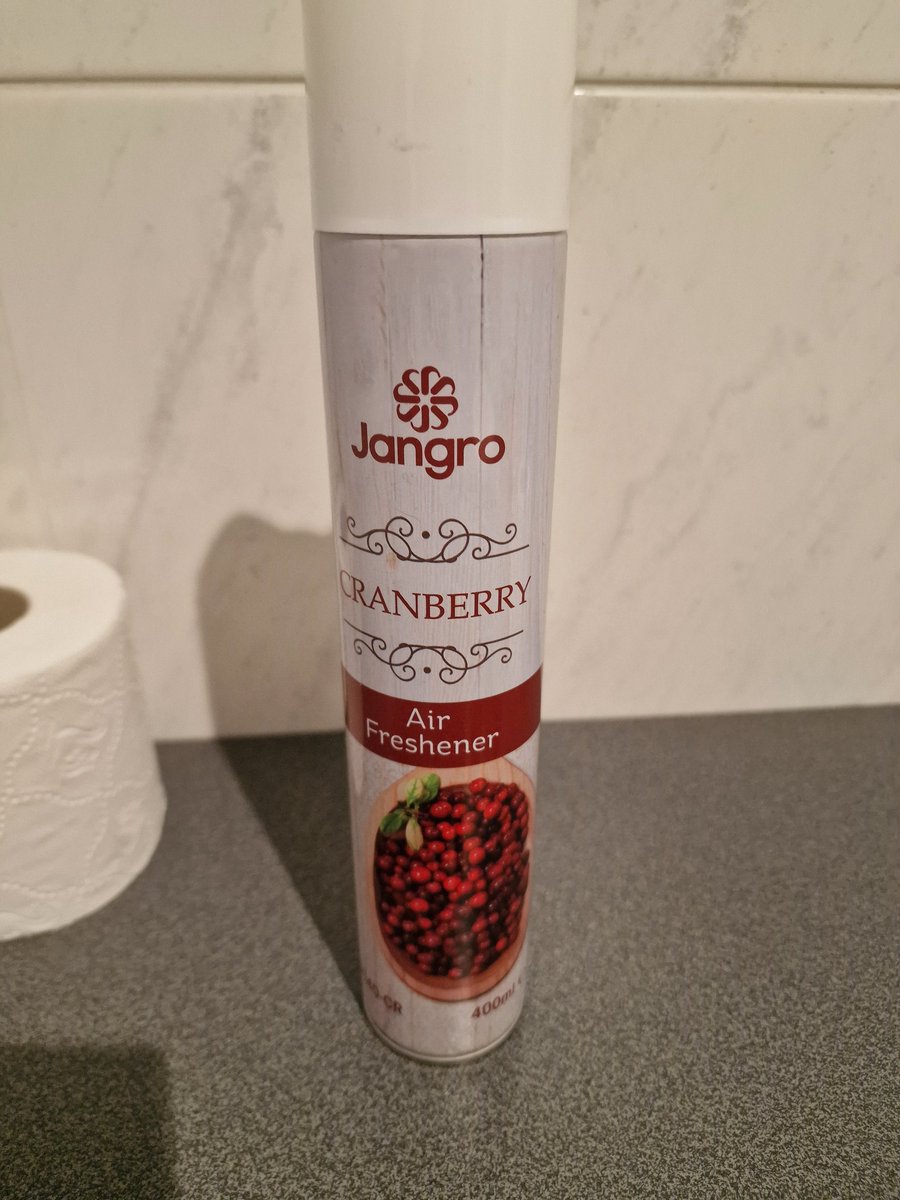 Jangro
CRANBERRY
Air
Freshener
400ml